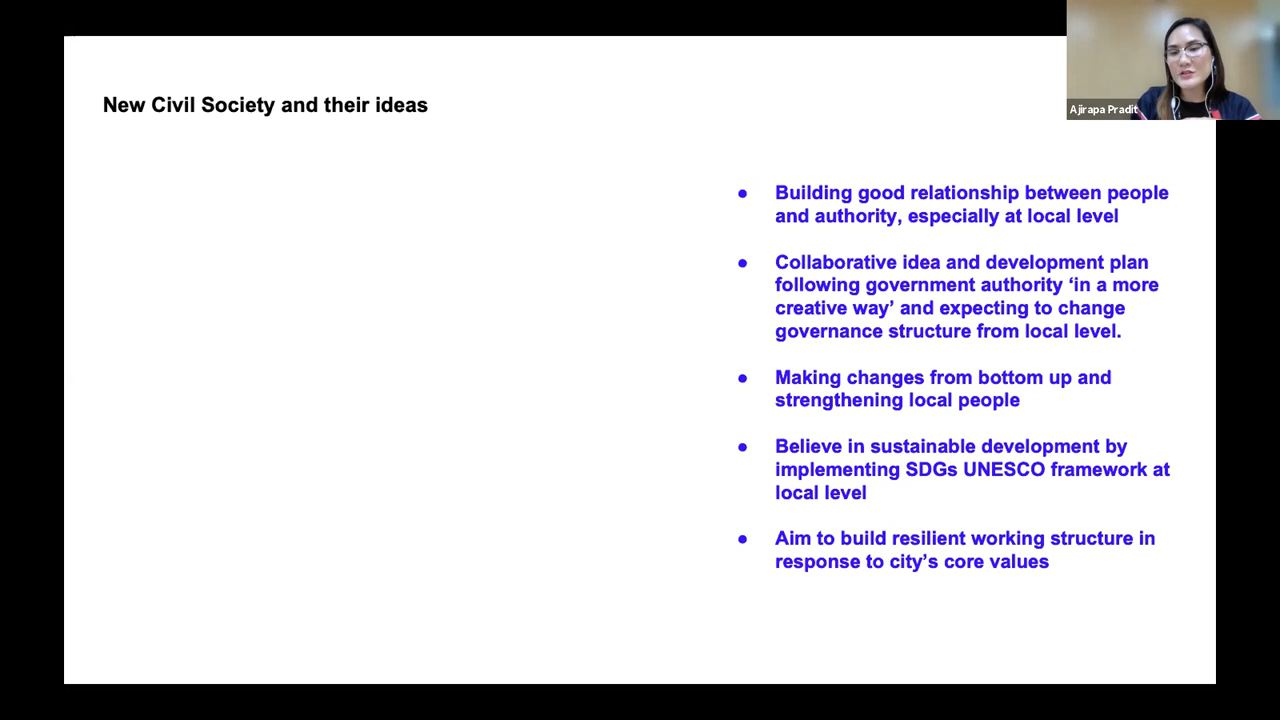 New Civil Society and their ideas
Ajirapa Pradit
● Building good relationship between people
and authority, especially at local level
● Collaborative idea and development plan
following government authority ‘in a more
creative way’ and expecting to change
governance structure from local level.
● Making changes from bottom up and
strengthening local people
● Believe in sustainable development by
implementing SDGs UNESCO framework at
local level
● Aim to build resilient working structure in
response to city’s core values